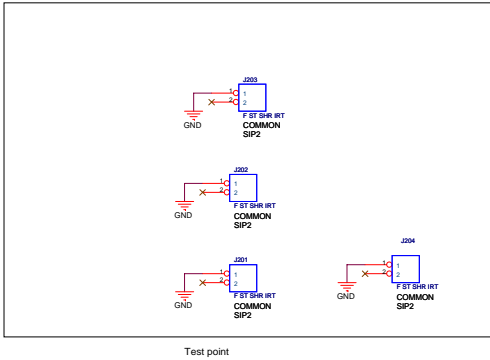 J203
1 1
2 2
F ST SHR IRT
GND
COMMON
SIP2
J202
1 1
2 2
F ST SHR IRT
GND
COMMON
SIP2
J201
1 1
2 2
F ST SHR IRT
GND
COMMON
SIP2
J204
1 1
2 2
F ST SHR IRT
GND
COMMON
SIP2
Test point